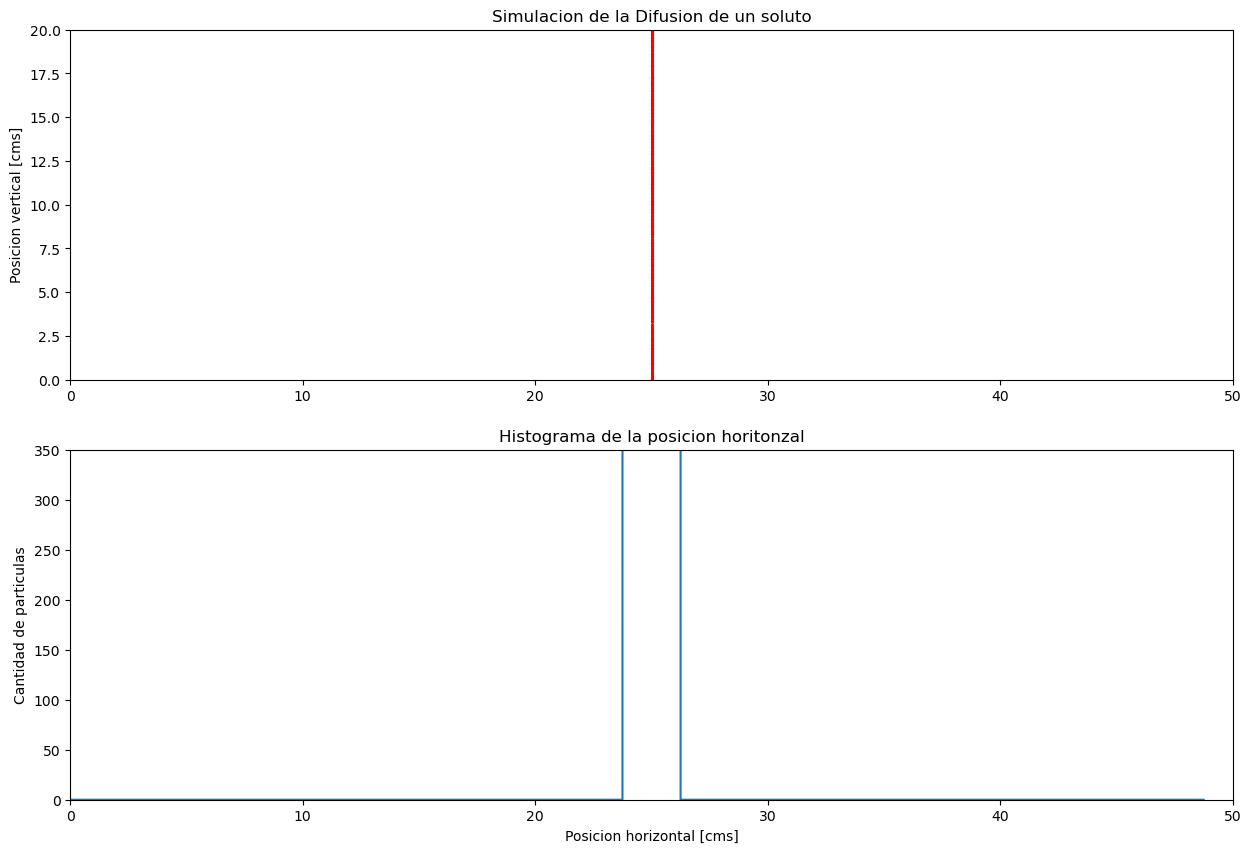 Simulacion de la Difusion de un soluto
20.0
17.5
15.0
12.5
10.0
7.5
5.0
2.5
0.0
Posicion vertical [cms]
0 10 20 30 40 50
Histograma de la posicion horitonzal
350
300
250
200
150
100
50
0
Cantidad de particulas
0 10 20 30 40 50
Posicion horizontal [cms]